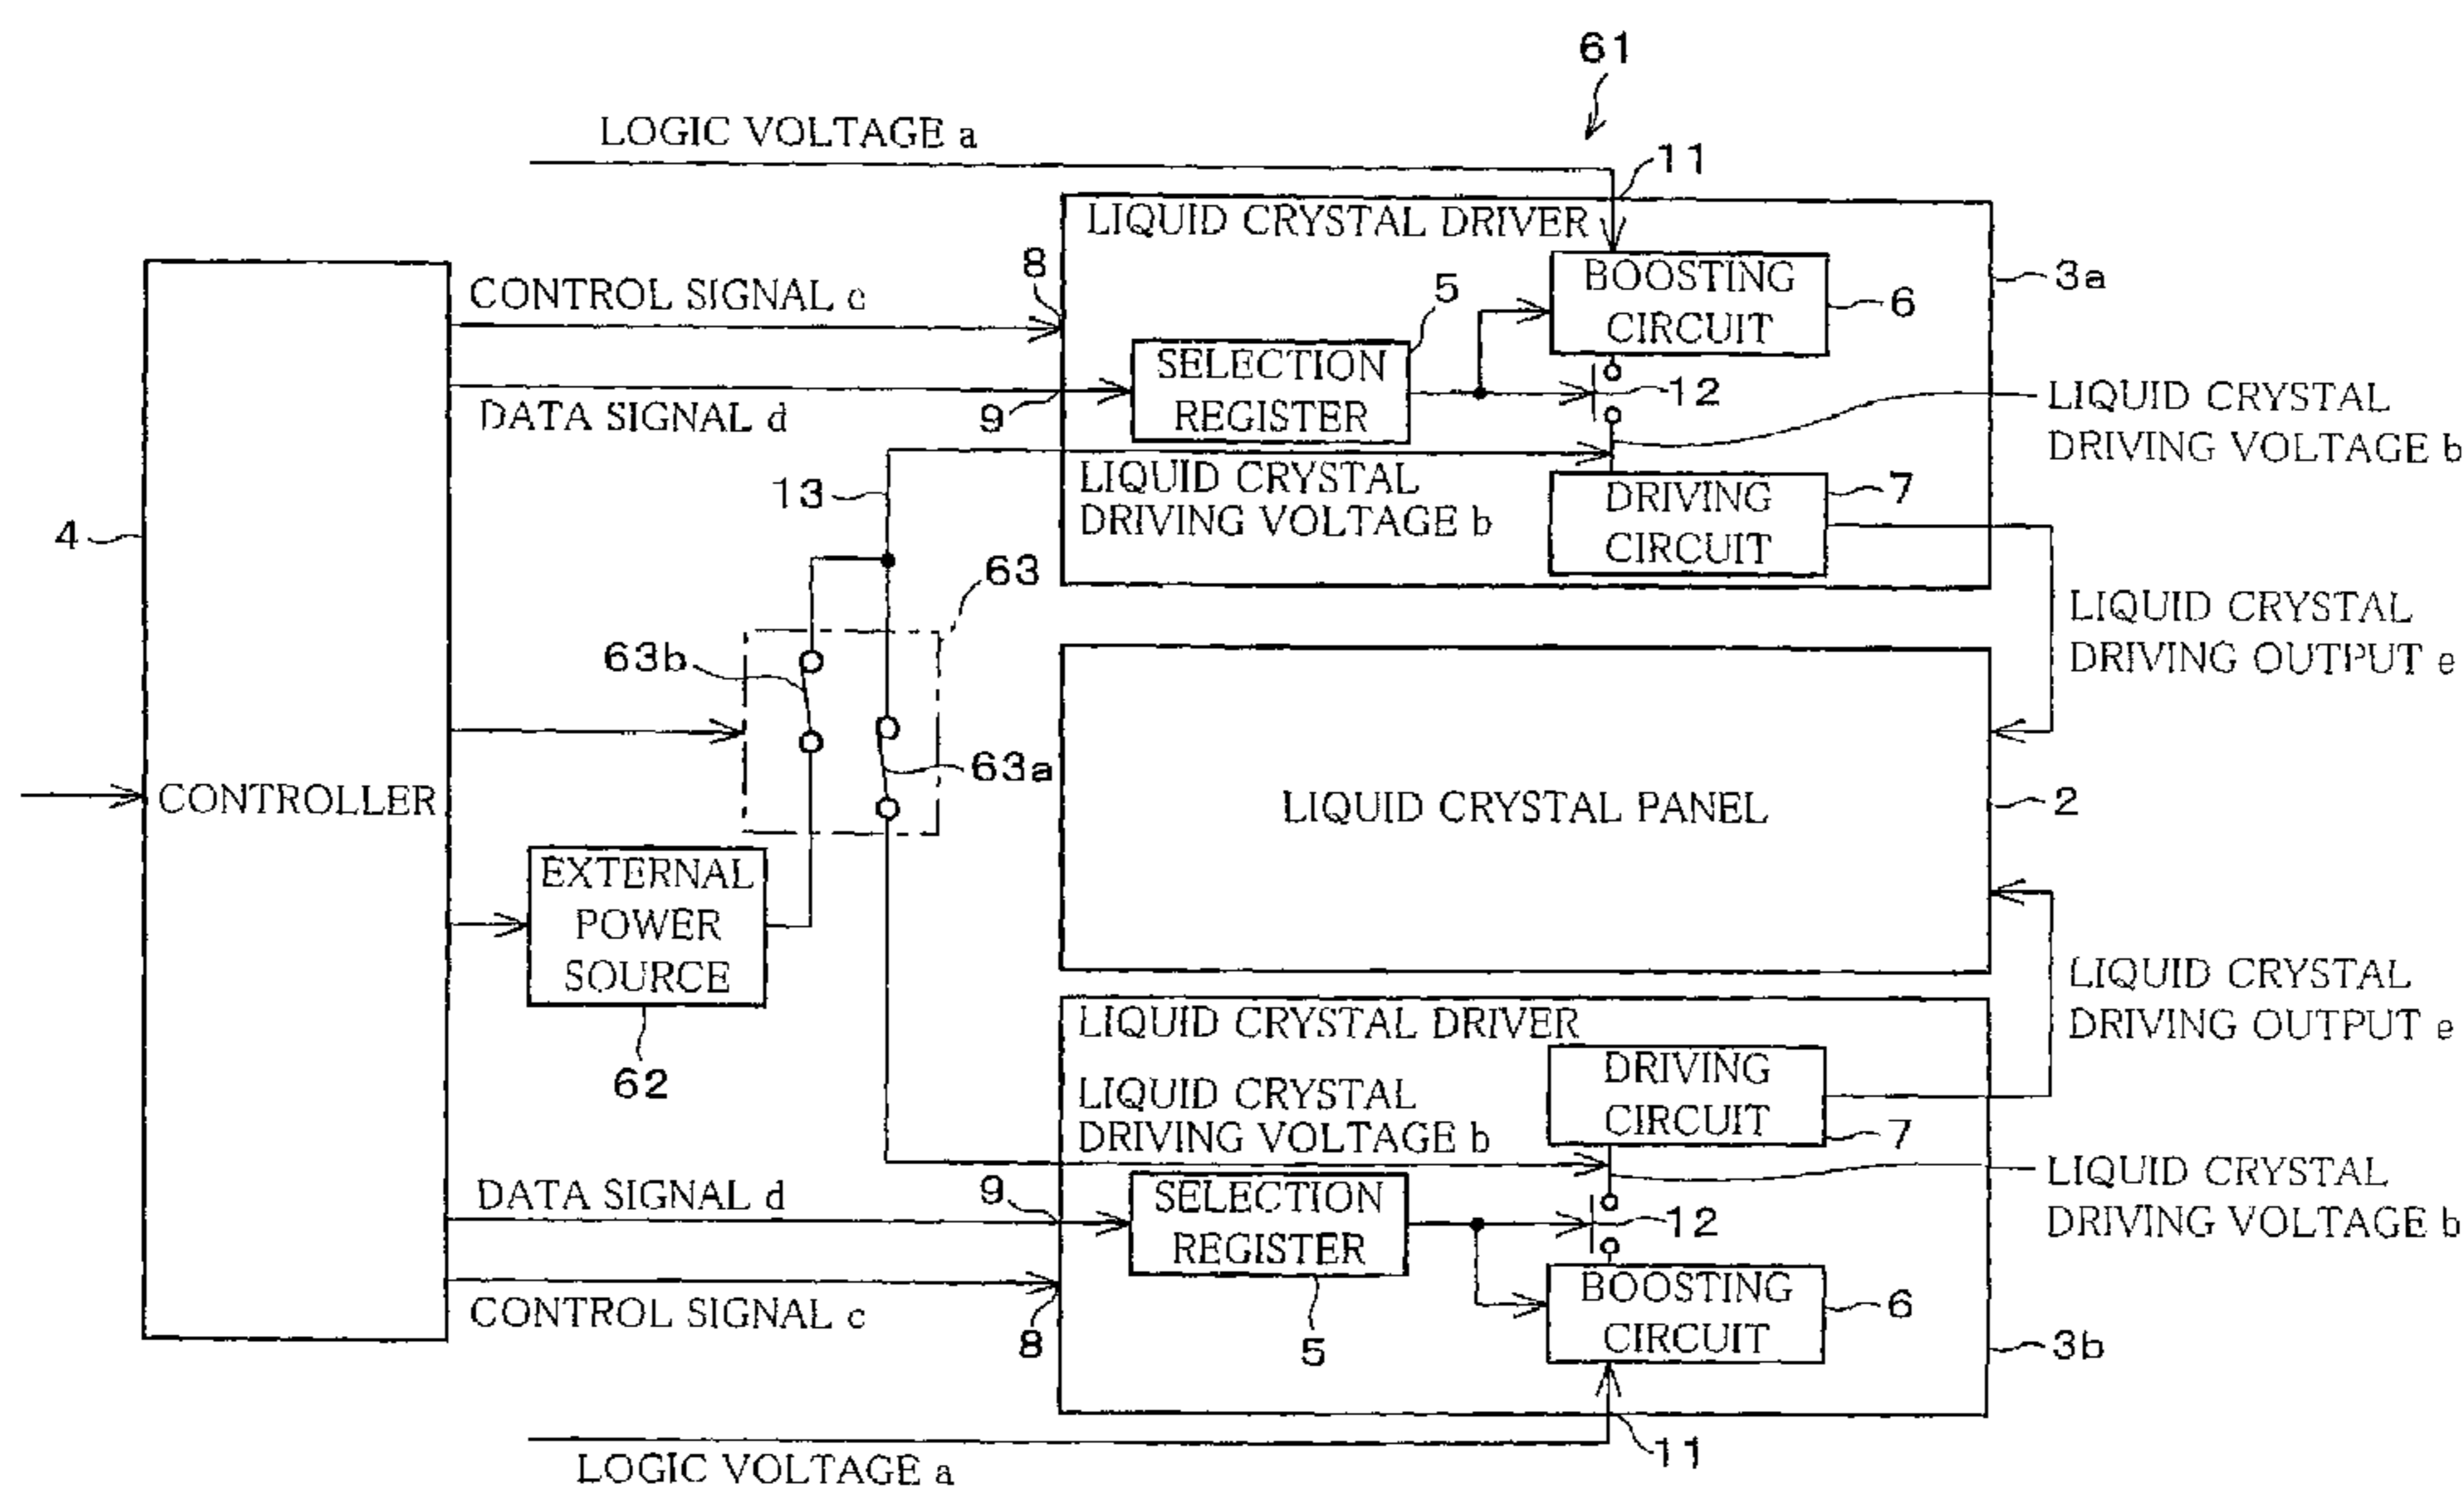 61
LOGIC VOLTAGE a
11
LIQUID CRYSTAL DRIVER
8
CONTROL SIGNAL c
5
BOOSTING
CIRCUIT
6
3a
SELECTION
REGISTER
12
DATA SIGNAL d
9
LIQUID CRYSTAL
DRIVING VOLTAGE b
13
LIQUID CRYSTAL
DRIVING VOLTAGE b
DRIVING
CIRCUIT
7
4
63
LIQUID CRYSTAL
DRIVING OUTPUT e
63b
63a
CONTROLLER
LIQUID CRYSTAL PANEL
2
EXTERNAL
POWER
SOURCE
62
LIQUID CRYSTAL
DRIVING OUTPUT e
LIQUID CRYSTAL DRIVER
LIQUID CRYSTAL
DRIVING VOLTAGE b
DRIVING
CIRCUIT
7
DATA SIGNAL d
9
SELECTION
REGISTER
5
12
LIQUID CRYSTAL
DRIVING VOLTAGE b
CONTROL SIGNAL c
8
BOOSTING
CIRCUIT
6
3b
LOGIC VOLTAGE a
11